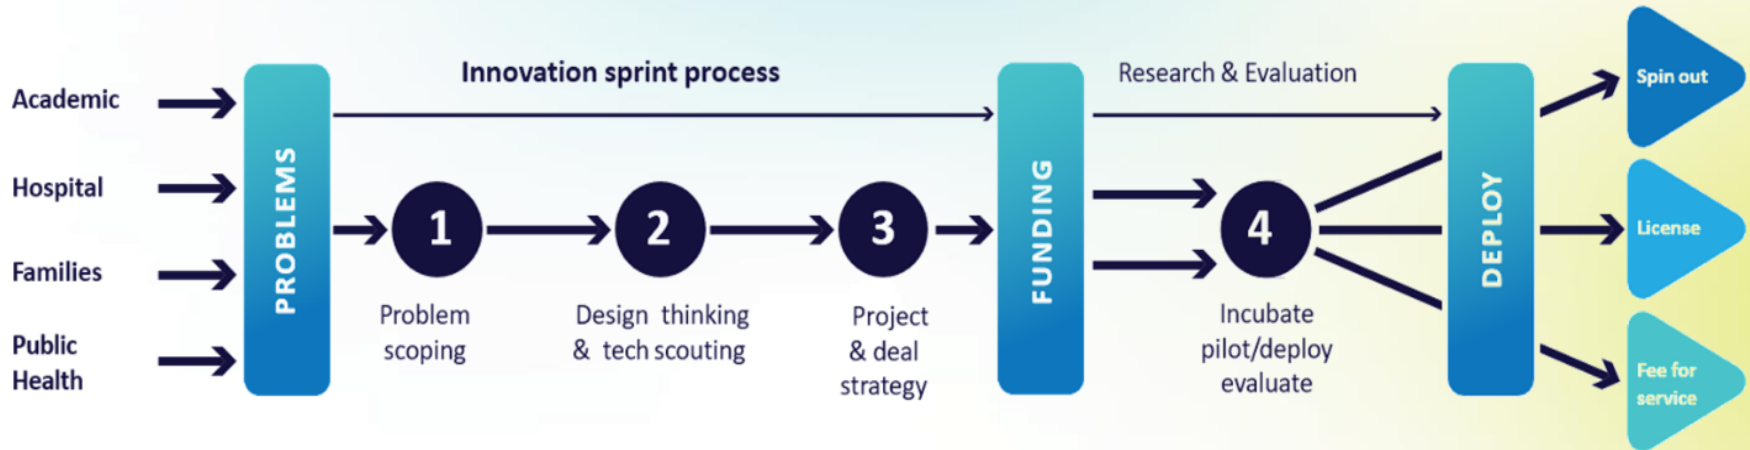 Academic
Hospital
Families
Public
Health
PROBLEMS
Innovation sprint process
1
2
3
Problem
scoping
Design thinking
& tech scouting
Project
& deal
strategy
FUNDING
Research & Evaluation
4
Incubate
pilot/deploy
evaluate
DEPLOY
Spin out
License
Fee for
service